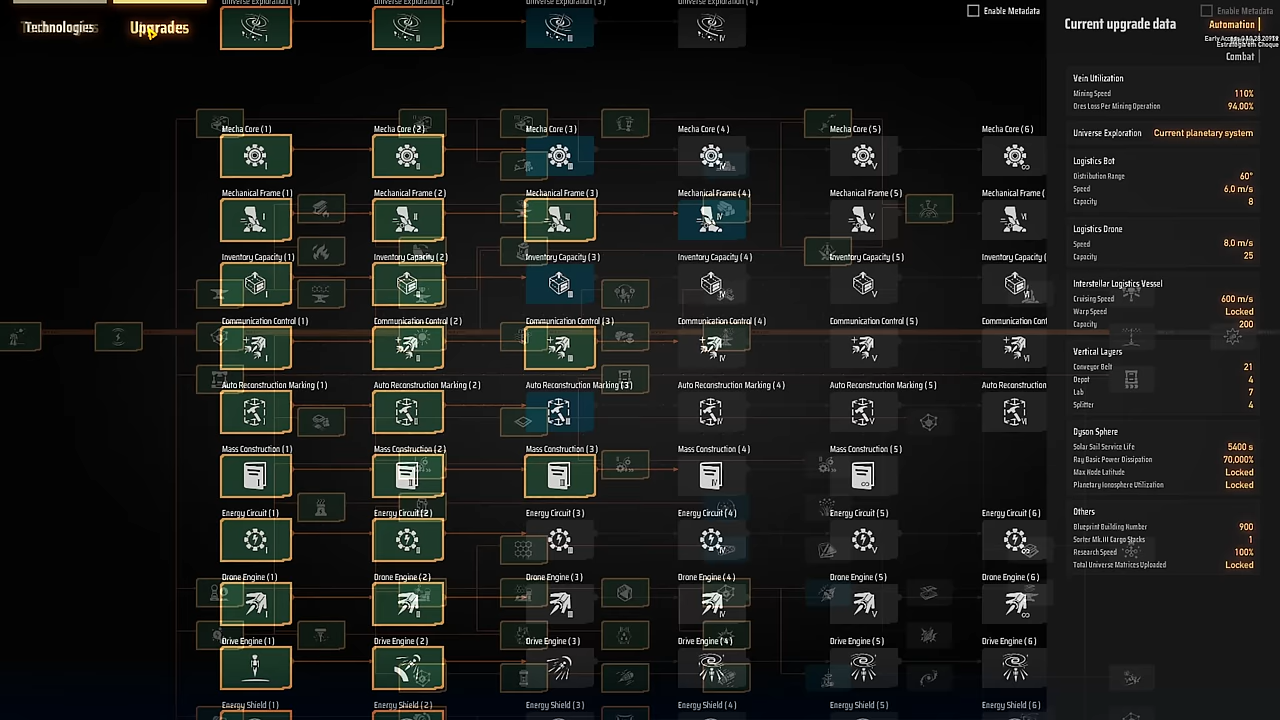 Technologies
Upgrades
Enable Metadata
Enable Metadata
Current upgrade data
Automation
Combat
Universe Exploration (1)
Universe Exploration (2)
Universe Exploration (3)
Universe Exploration (4)
Mecha Core (1)
Mecha Core (2)
Mecha Core (3)
Mecha Core (4)
Mecha Core (5)
Mecha Core (6)
Mechanical Frame (1)
Mechanical Frame (2)
Mechanical Frame (3)
Mechanical Frame (4)
Mechanical Frame (5)
Mechanical Frame (
Inventory Capacity (1)
Inventory Capacity (2)
Inventory Capacity (3)
Inventory Capacity (4)
Inventory Capacity (5)
Inventory Capacity (
Communication Control (1)
Communication Control (2)
Communication Control (3)
Communication Control (4)
Communication Control (5)
Communication Cont
Auto Reconstruction Marking (1)
Auto Reconstruction Marking (2)
Auto Reconstruction Marking (3)
Auto Reconstruction Marking (4)
Auto Reconstruction Marking (5)
Auto Reconstruction
Mass Construction (1)
Mass Construction (2)
Mass Construction (3)
Mass Construction (4)
Mass Construction (5)
Energy Circuit (1)
Energy Circuit (2)
Energy Circuit (3)
Energy Circuit (4)
Energy Circuit (5)
Energy Circuit (6)
Drone Engine (1)
Drone Engine (2)
Drone Engine (3)
Drone Engine (4)
Drone Engine (5)
Drone Engine (6)
Drive Engine (1)
Drive Engine (2)
Drive Engine (3)
Drive Engine (4)
Drive Engine (5)
Drive Engine (6)
Energy Shield (1)
Energy Shield (2)
Energy Shield (3)
Energy Shield (4)
Energy Shield (5)
Energy Shield (6)
Vein Utilization
Mining Speed 110%
Ores Loss Per Mining Operation 94.00%
Universe Exploration Current planetary system
Logistics Bot
Distribution Range 60°
Speed 6.0 m/s
Capacity 8
Logistics Drone
Speed 8.0 m/s
Capacity 25
Interstellar Logistics Vessel
Cruising Speed 600 m/s
Warp Speed Locked
Capacity 200
Vertical Layers
Conveyor Belt 21
Depot 4
Lab 7
Splitter 4
Dyson Sphere
Solar Sail Service Life 5400 s
Ray Basic Power Dissipation 70.000%
Max Node Latitude Locked
Planetary Ionosphere Utilization Locked
Others
Blueprint Building Number 900
Sorter Mk.III Cargo Stacks 1
Research Speed 100%
Total Universe Matrices Uploaded Locked